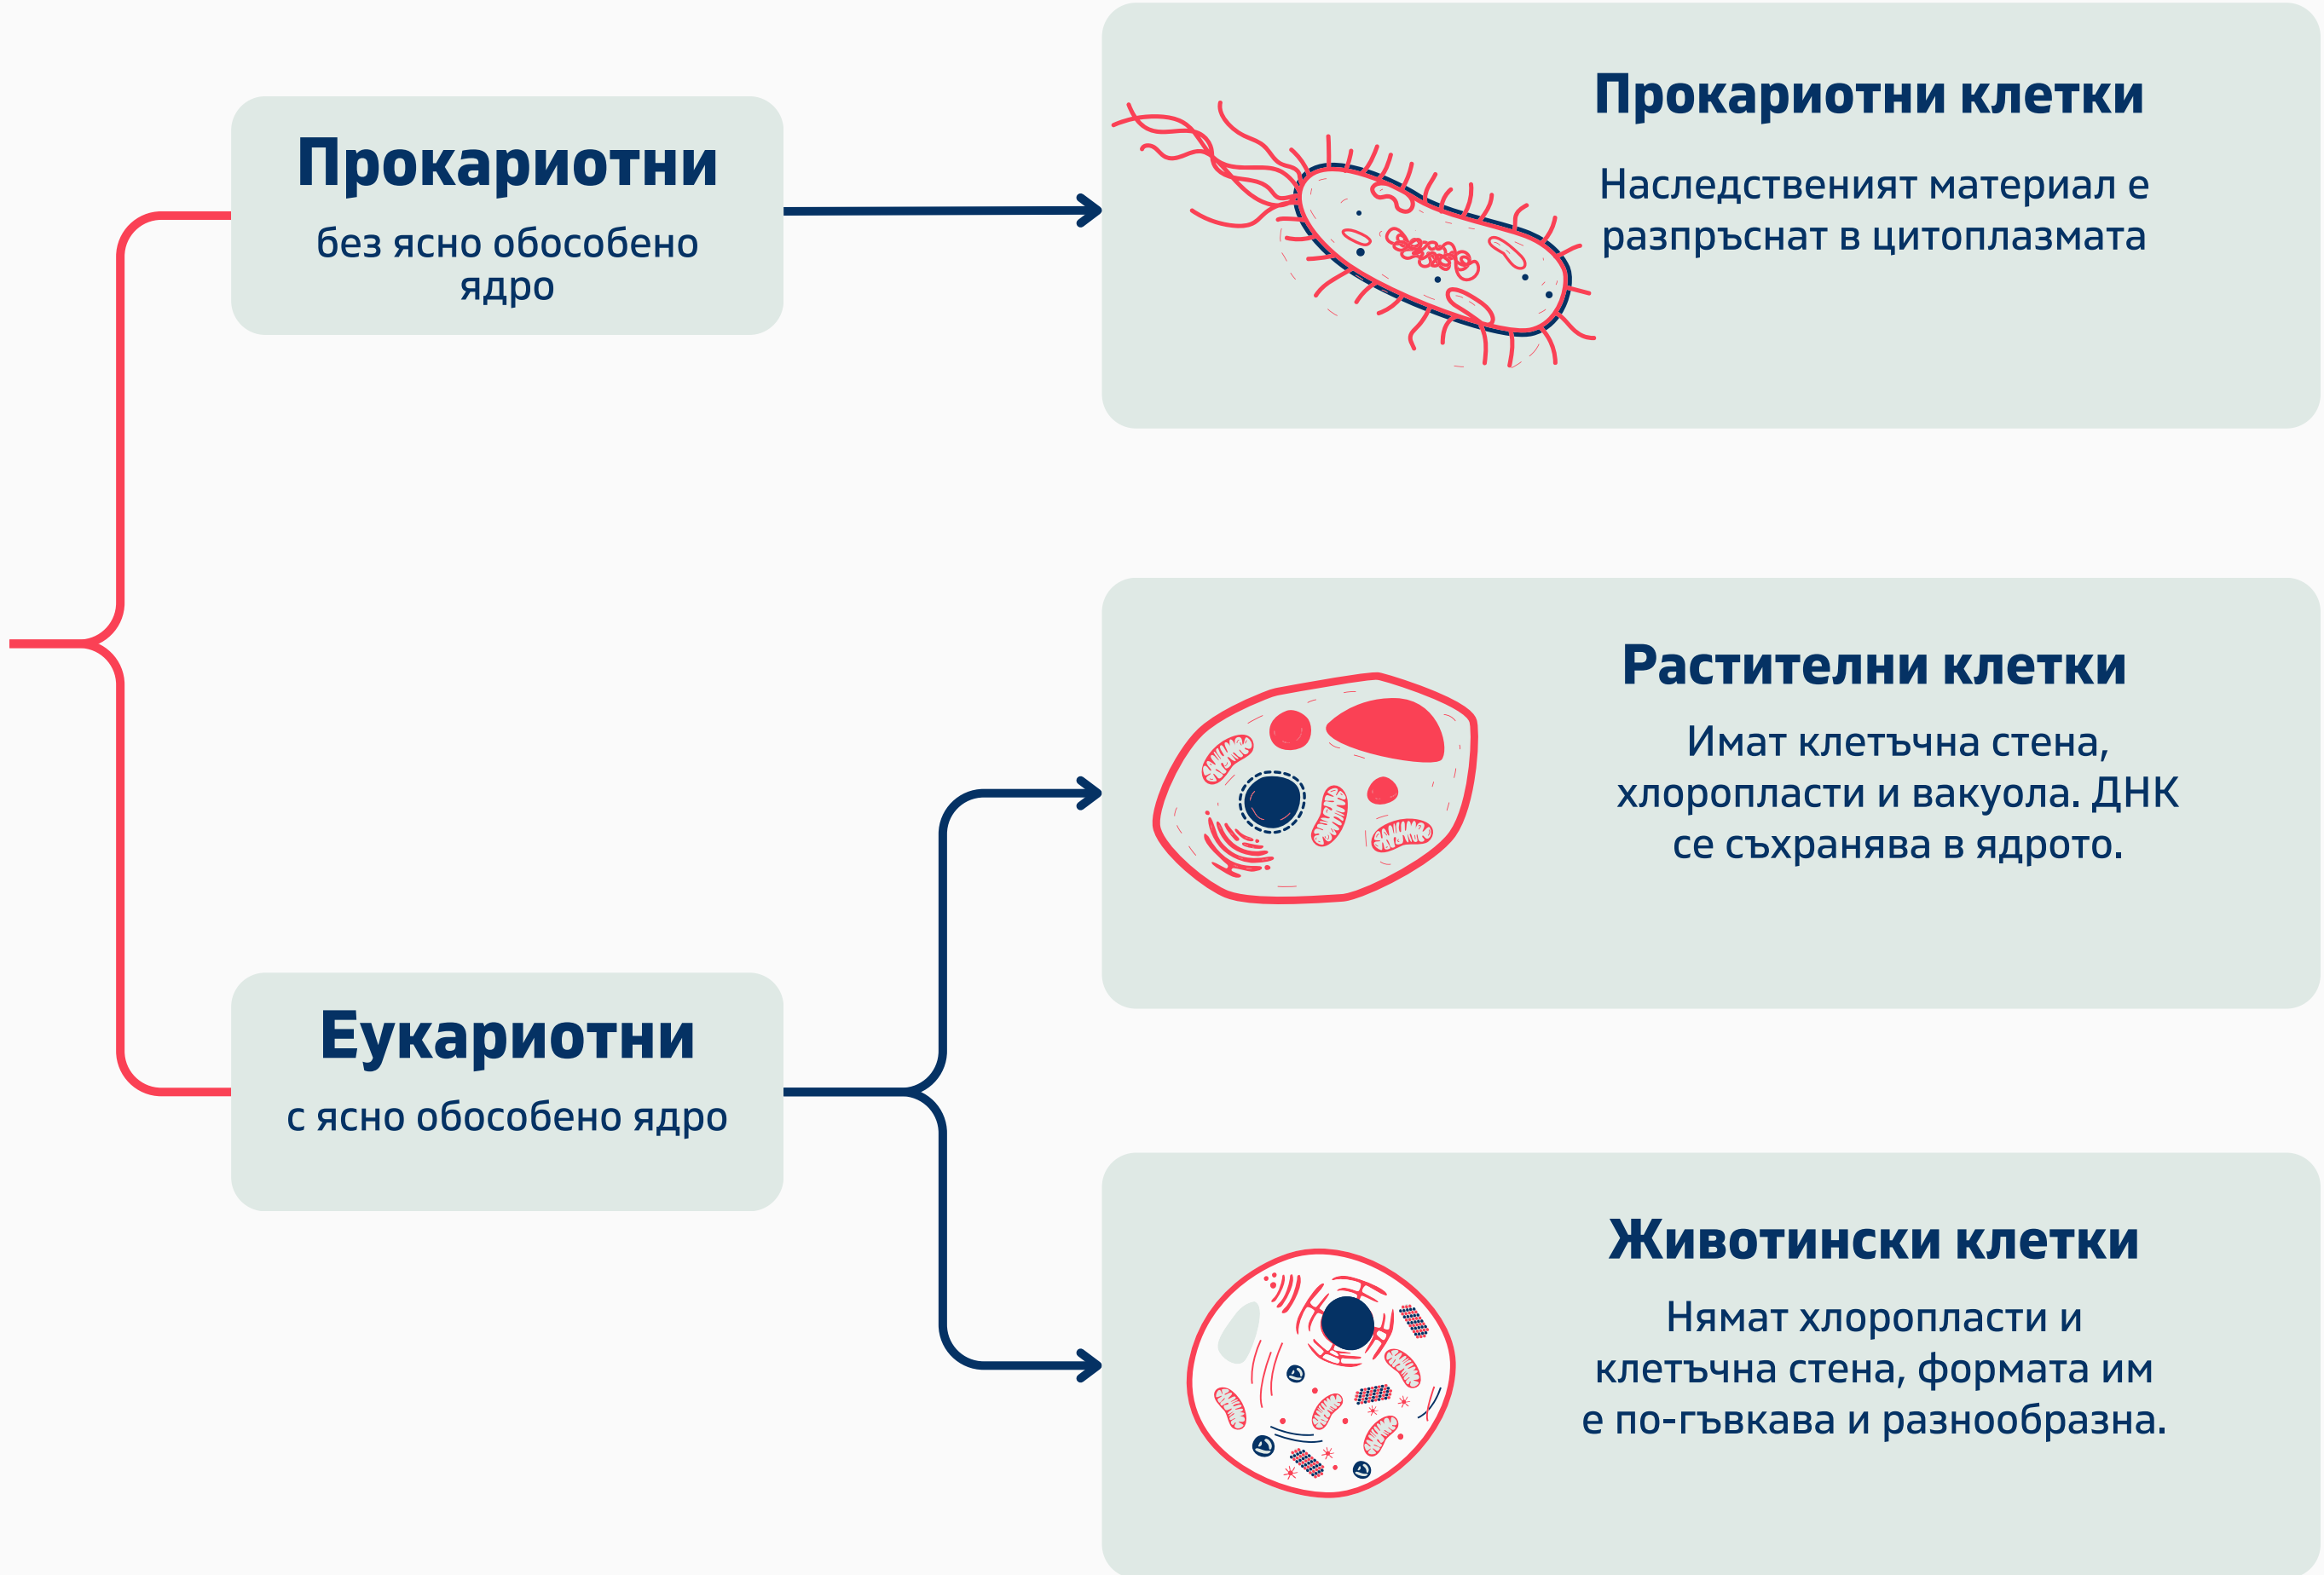 Прокариотни
без ясно обособено
ядро
Прокариотни клетки
Наследственият материал е
разпръснат в цитоплазмата
Растителни клетки
Имат клетъчна стена,
хлоропласти и вакуола. ДНК
се съхранява в ядрото.
Еукариотни
с ясно обособено ядро
Животински клетки
Нямат хлоропласти и
клетъчна стена, формата им
е по-гъвкава и разнообразна.